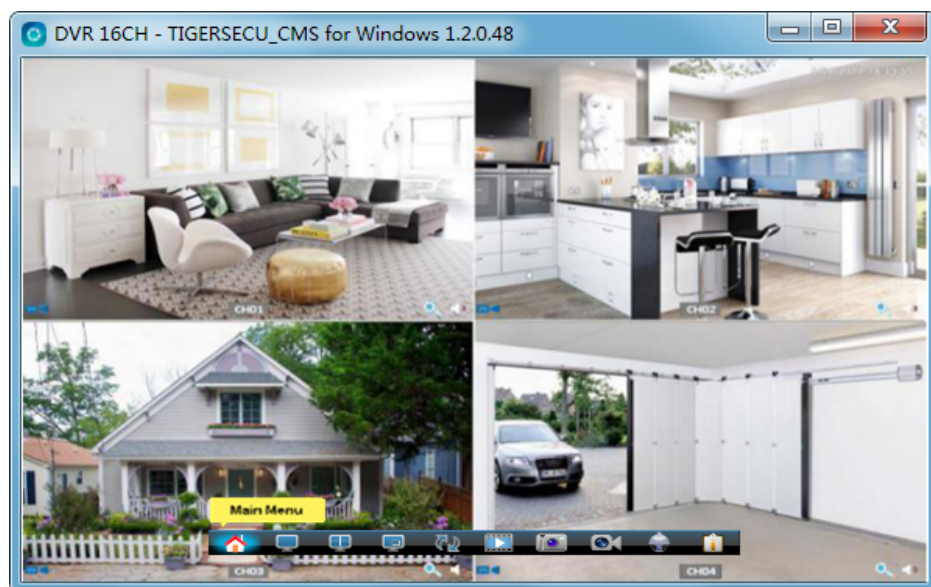 DVR 16CH - TIGERSECU_CMS for Windows 1.2.0.48
CH01
CH02
Main Menu
CH03
CH04